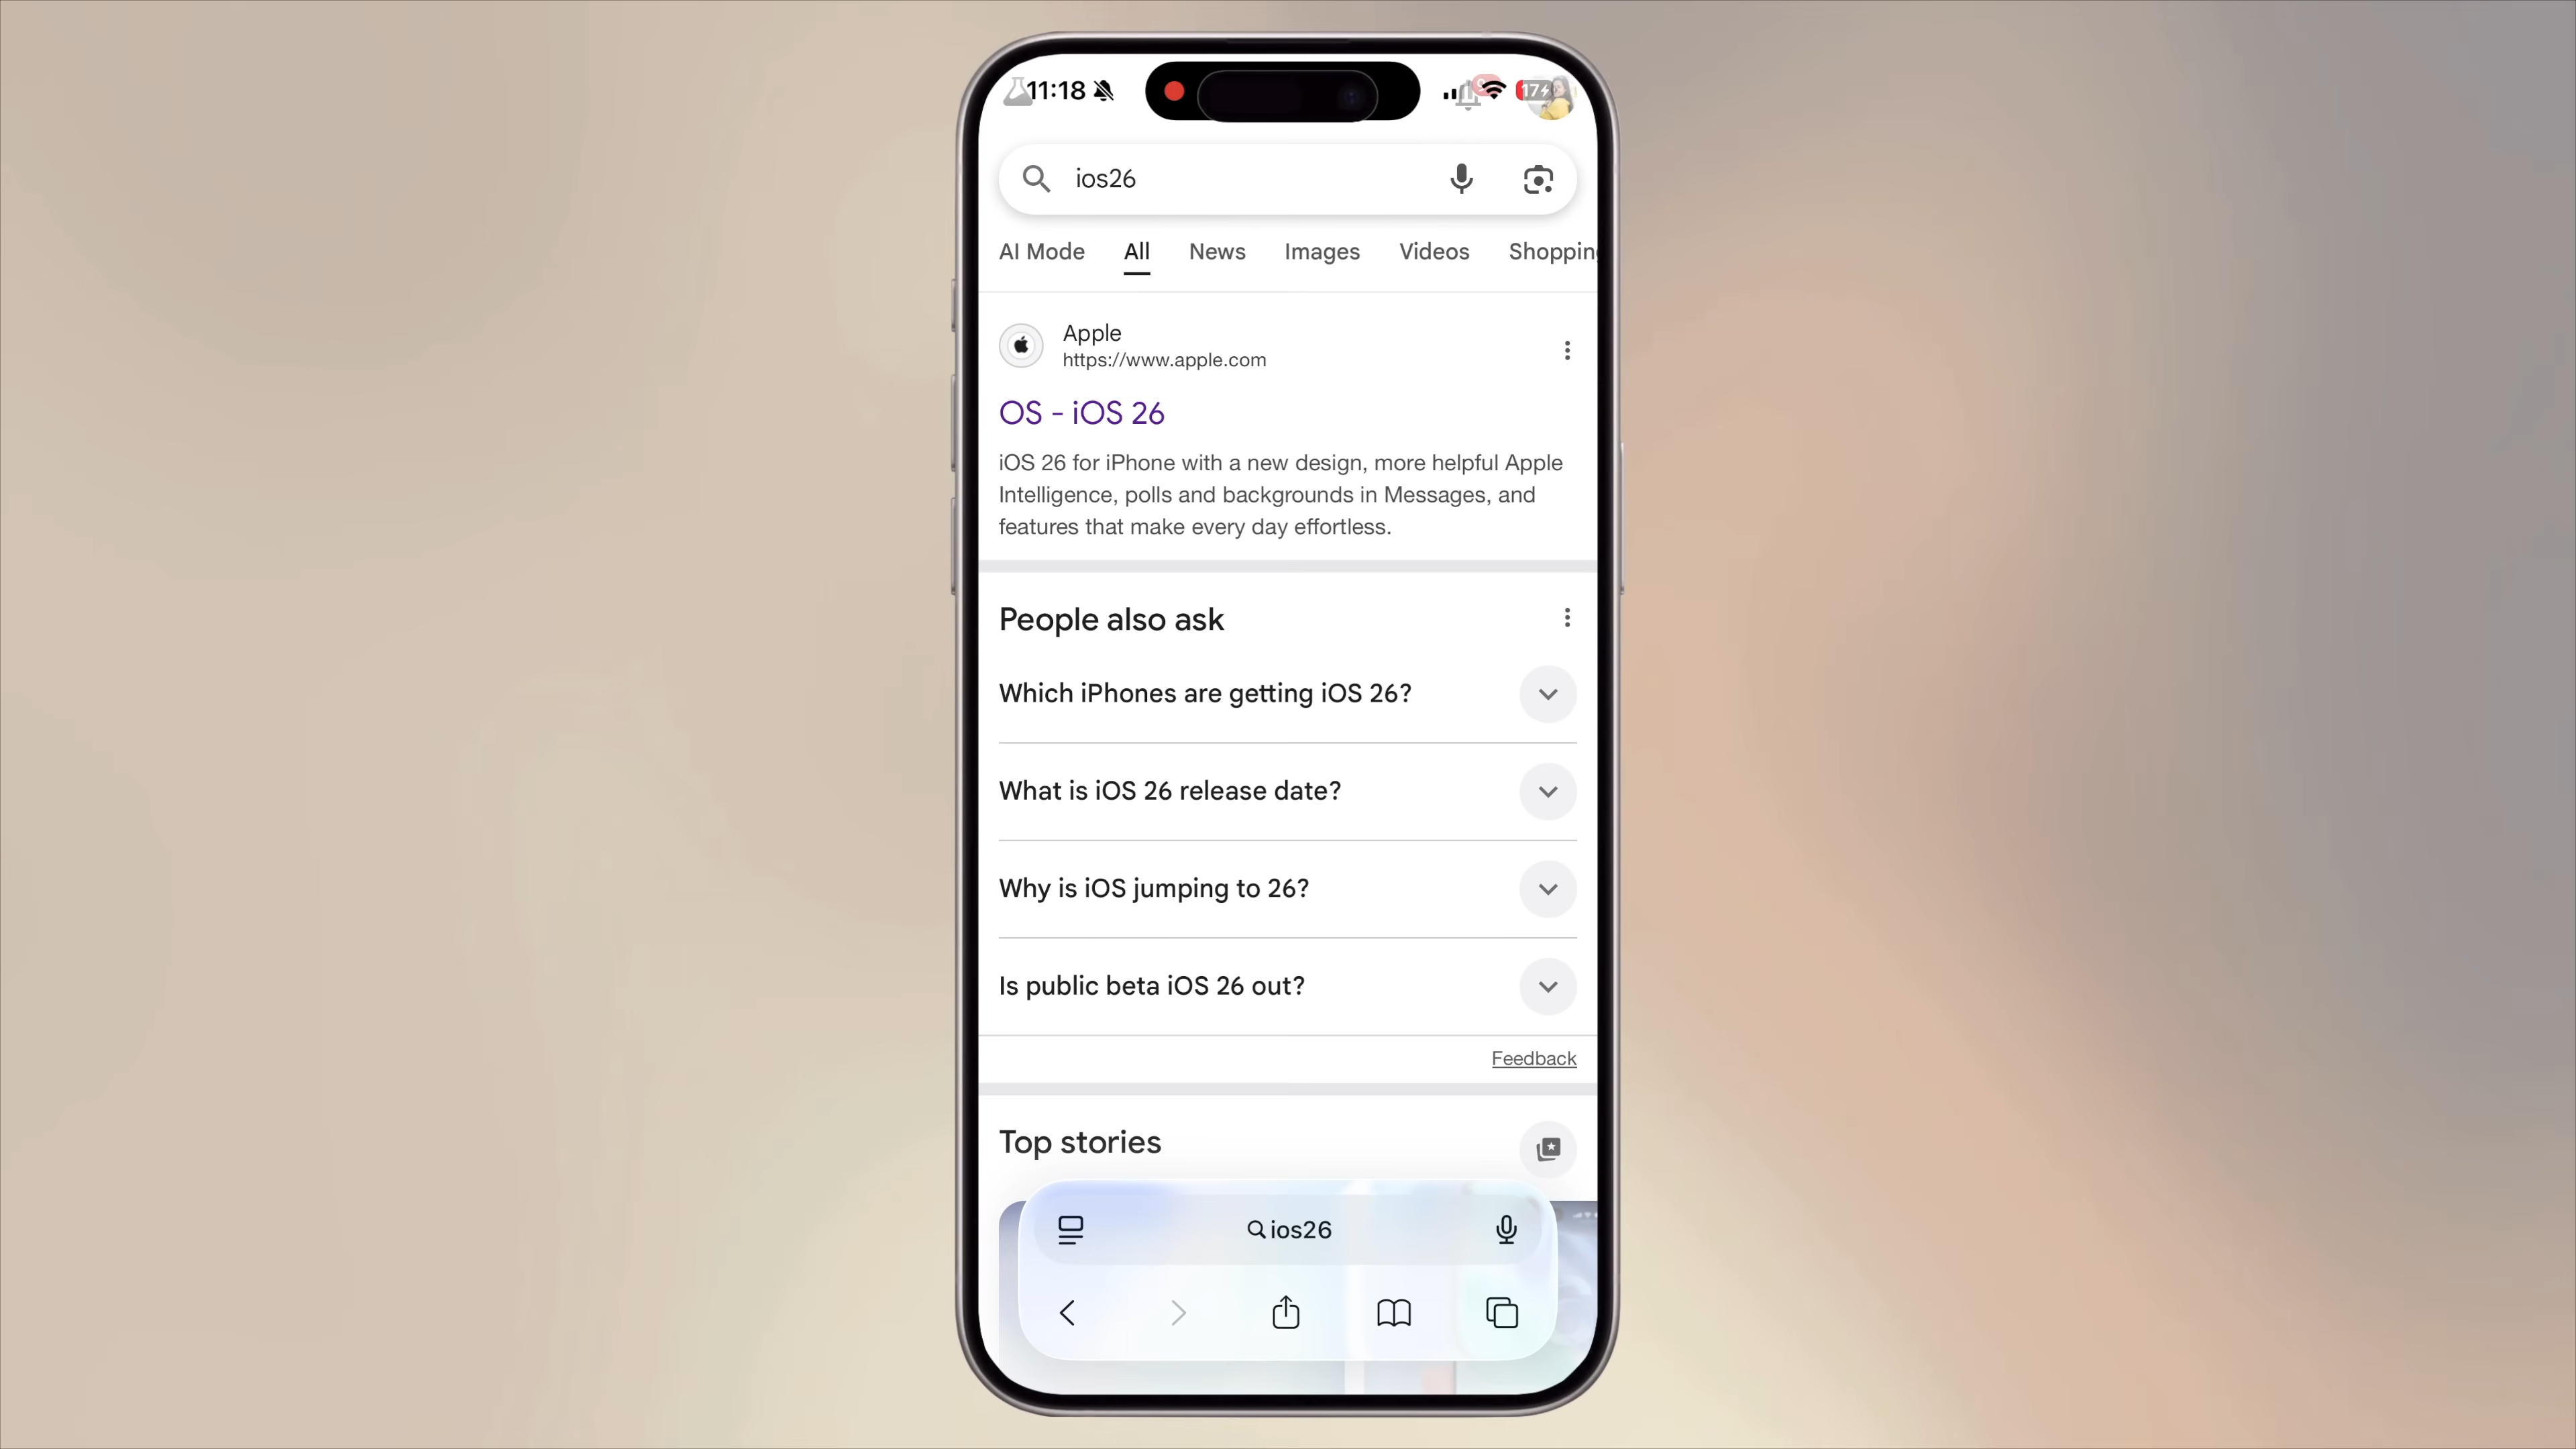 11:18
17
ios26
AI Mode All News Images Videos Shopping
Apple
https://www.apple.com
OS - iOS 26
iOS 26 for iPhone with a new design, more helpful Apple
Intelligence, polls and backgrounds in Messages, and
features that make every day effortless.
People also ask
Which iPhones are getting iOS 26?
What is iOS 26 release date?
Why is iOS jumping to 26?
Is public beta iOS 26 out?
Feedback
Top stories
ios26